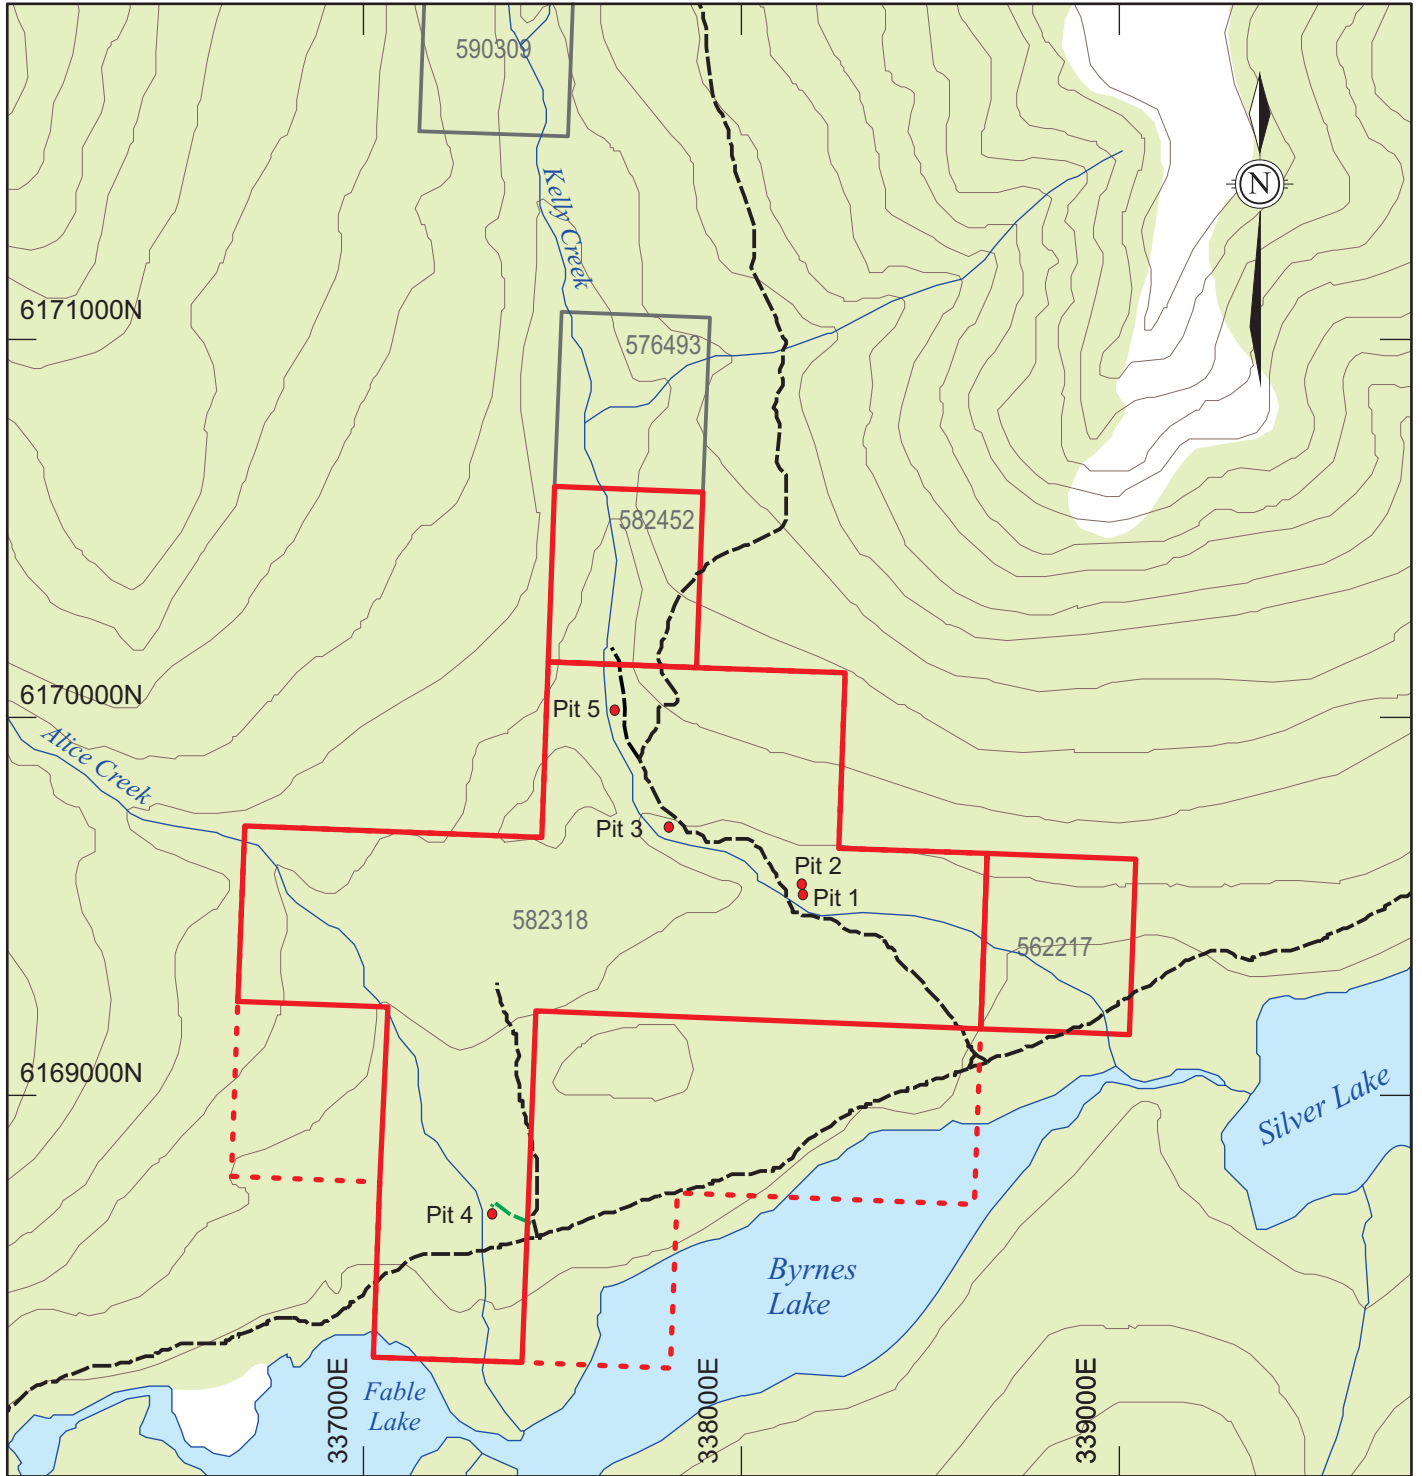 590309
N
Kelly Creek
6171000N
576493
582452
6170000N
Pit 5
Alice Creek
Pit 3
Pit 2
Pit 1
582318
562217
6169000N
Silver Lake
Pit 4
Byrnes
Lake
337000E
338000E
339000E
Fable
Lake